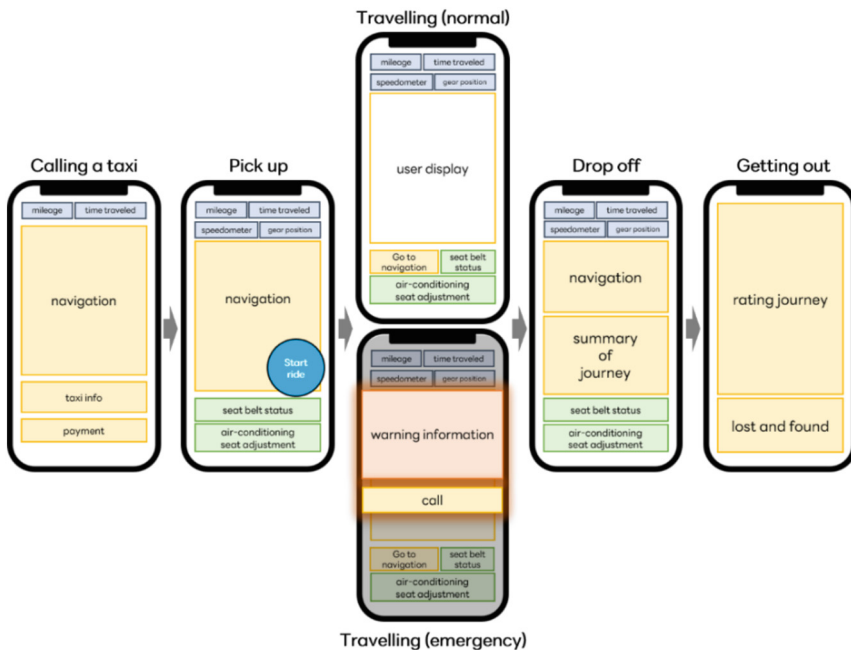 Travelling (normal)
mileage
time traveled
speedometer
gear position
user display
Go to
navigation
seat belt
status
air-conditioning
seat adjustment
Calling a taxi
mileage
time traveled
navigation
taxi info
payment
Pick up
mileage
time traveled
speedometer
gear position
navigation
Start
ride
seat belt status
air-conditioning
seat adjustment
mileage
time traveled
speedometer
gear position
warning information
call
Go to
navigation
seat belt
status
air-conditioning
seat adjustment
Travelling (emergency)
Drop off
mileage
time traveled
speedometer
gear position
navigation
summary
of
journey
seat belt status
air-conditioning
seat adjustment
Getting out
rating journey
lost and found